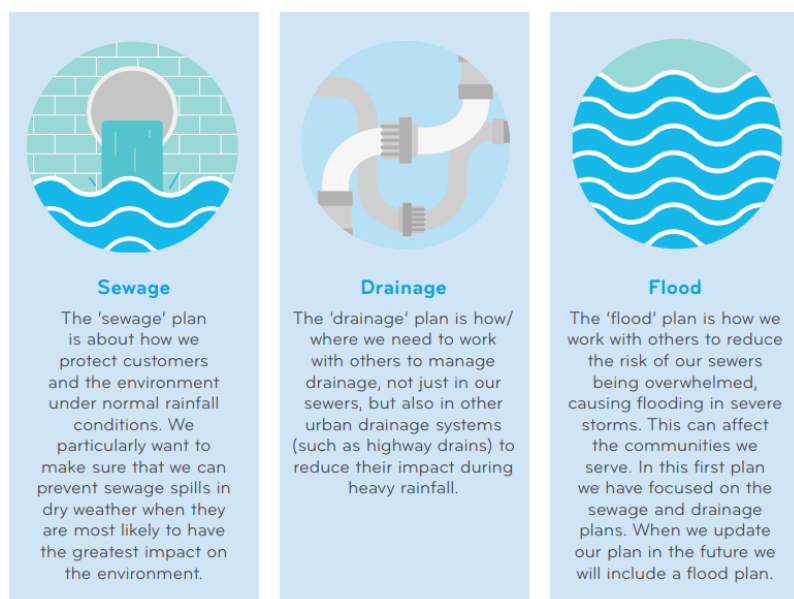 Sewage
The ‘sewage’ plan
is about how we
protect customers
and the environment
under normal rainfall
conditions. We
particularly want to
make sure that we can
prevent sewage spills in
dry weather when they
are most likely to have
the greatest impact on
the environment.
Drainage
The ‘drainage’ plan is how/
where we need to work
with others to manage
drainage, not just in our
sewers, but also in other
urban drainage systems
(such as highway drains) to
reduce their impact during
heavy rainfall.
Flood
The ‘flood’ plan is how we
work with others to reduce
the risk of our sewers
being overwhelmed,
causing flooding in severe
storms. This can affect
the communities we
serve. In this first plan
we have focused on the
sewage and drainage
plans. When we update
our plan in the future we
will include a flood plan.